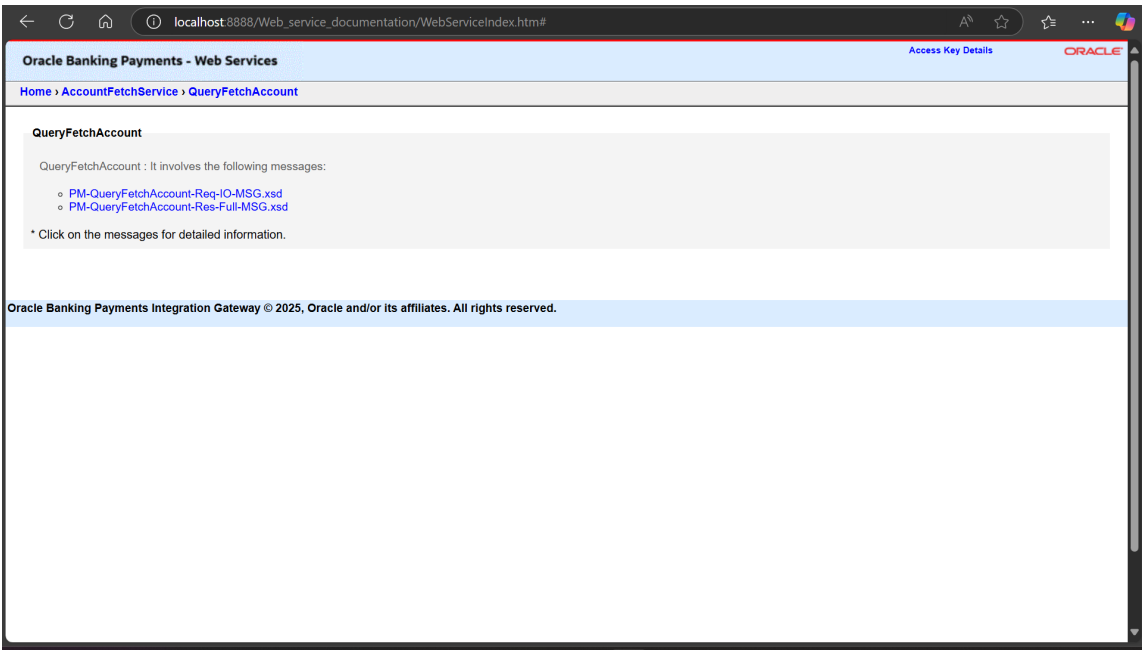 localhost:8888/Web_service_documentation/WebServiceIndex.htm#
Oracle Banking Payments - Web Services
Access Key Details
ORACLE
Home › AccountFetchService › QueryFetchAccount
QueryFetchAccount
QueryFetchAccount : It involves the following messages:
PM-QueryFetchAccount-Req-IO-MSG.xsd
PM-QueryFetchAccount-Res-Full-MSG.xsd
* Click on the messages for detailed information.
Oracle Banking Payments Integration Gateway © 2025, Oracle and/or its affiliates. All rights reserved.